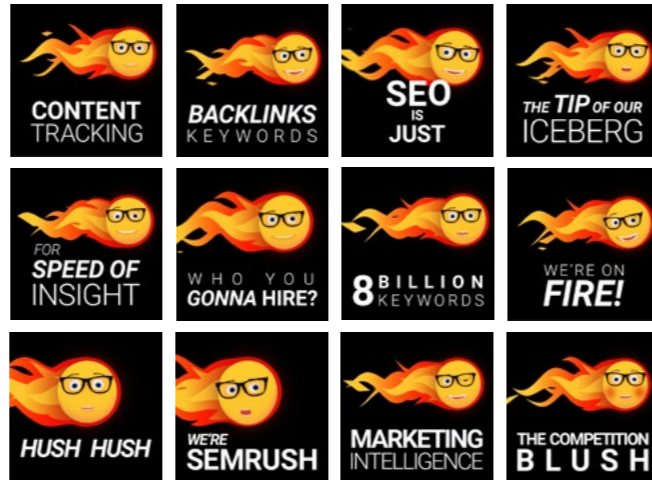 CONTENT
TRACKING
BACKLINKS
KEYWORDS
SEO
IS
JUST
THE TIP OF OUR
ICEBERG
FOR
SPEED OF
INSIGHT
WHO YOU
GONNA HIRE?
8 BILLION
KEYWORDS
WE'RE ON
FIRE!
HUSH HUSH
WE'RE
SEMRUSH
MARKETING
INTELLIGENCE
THE COMPETITION
BLUSH